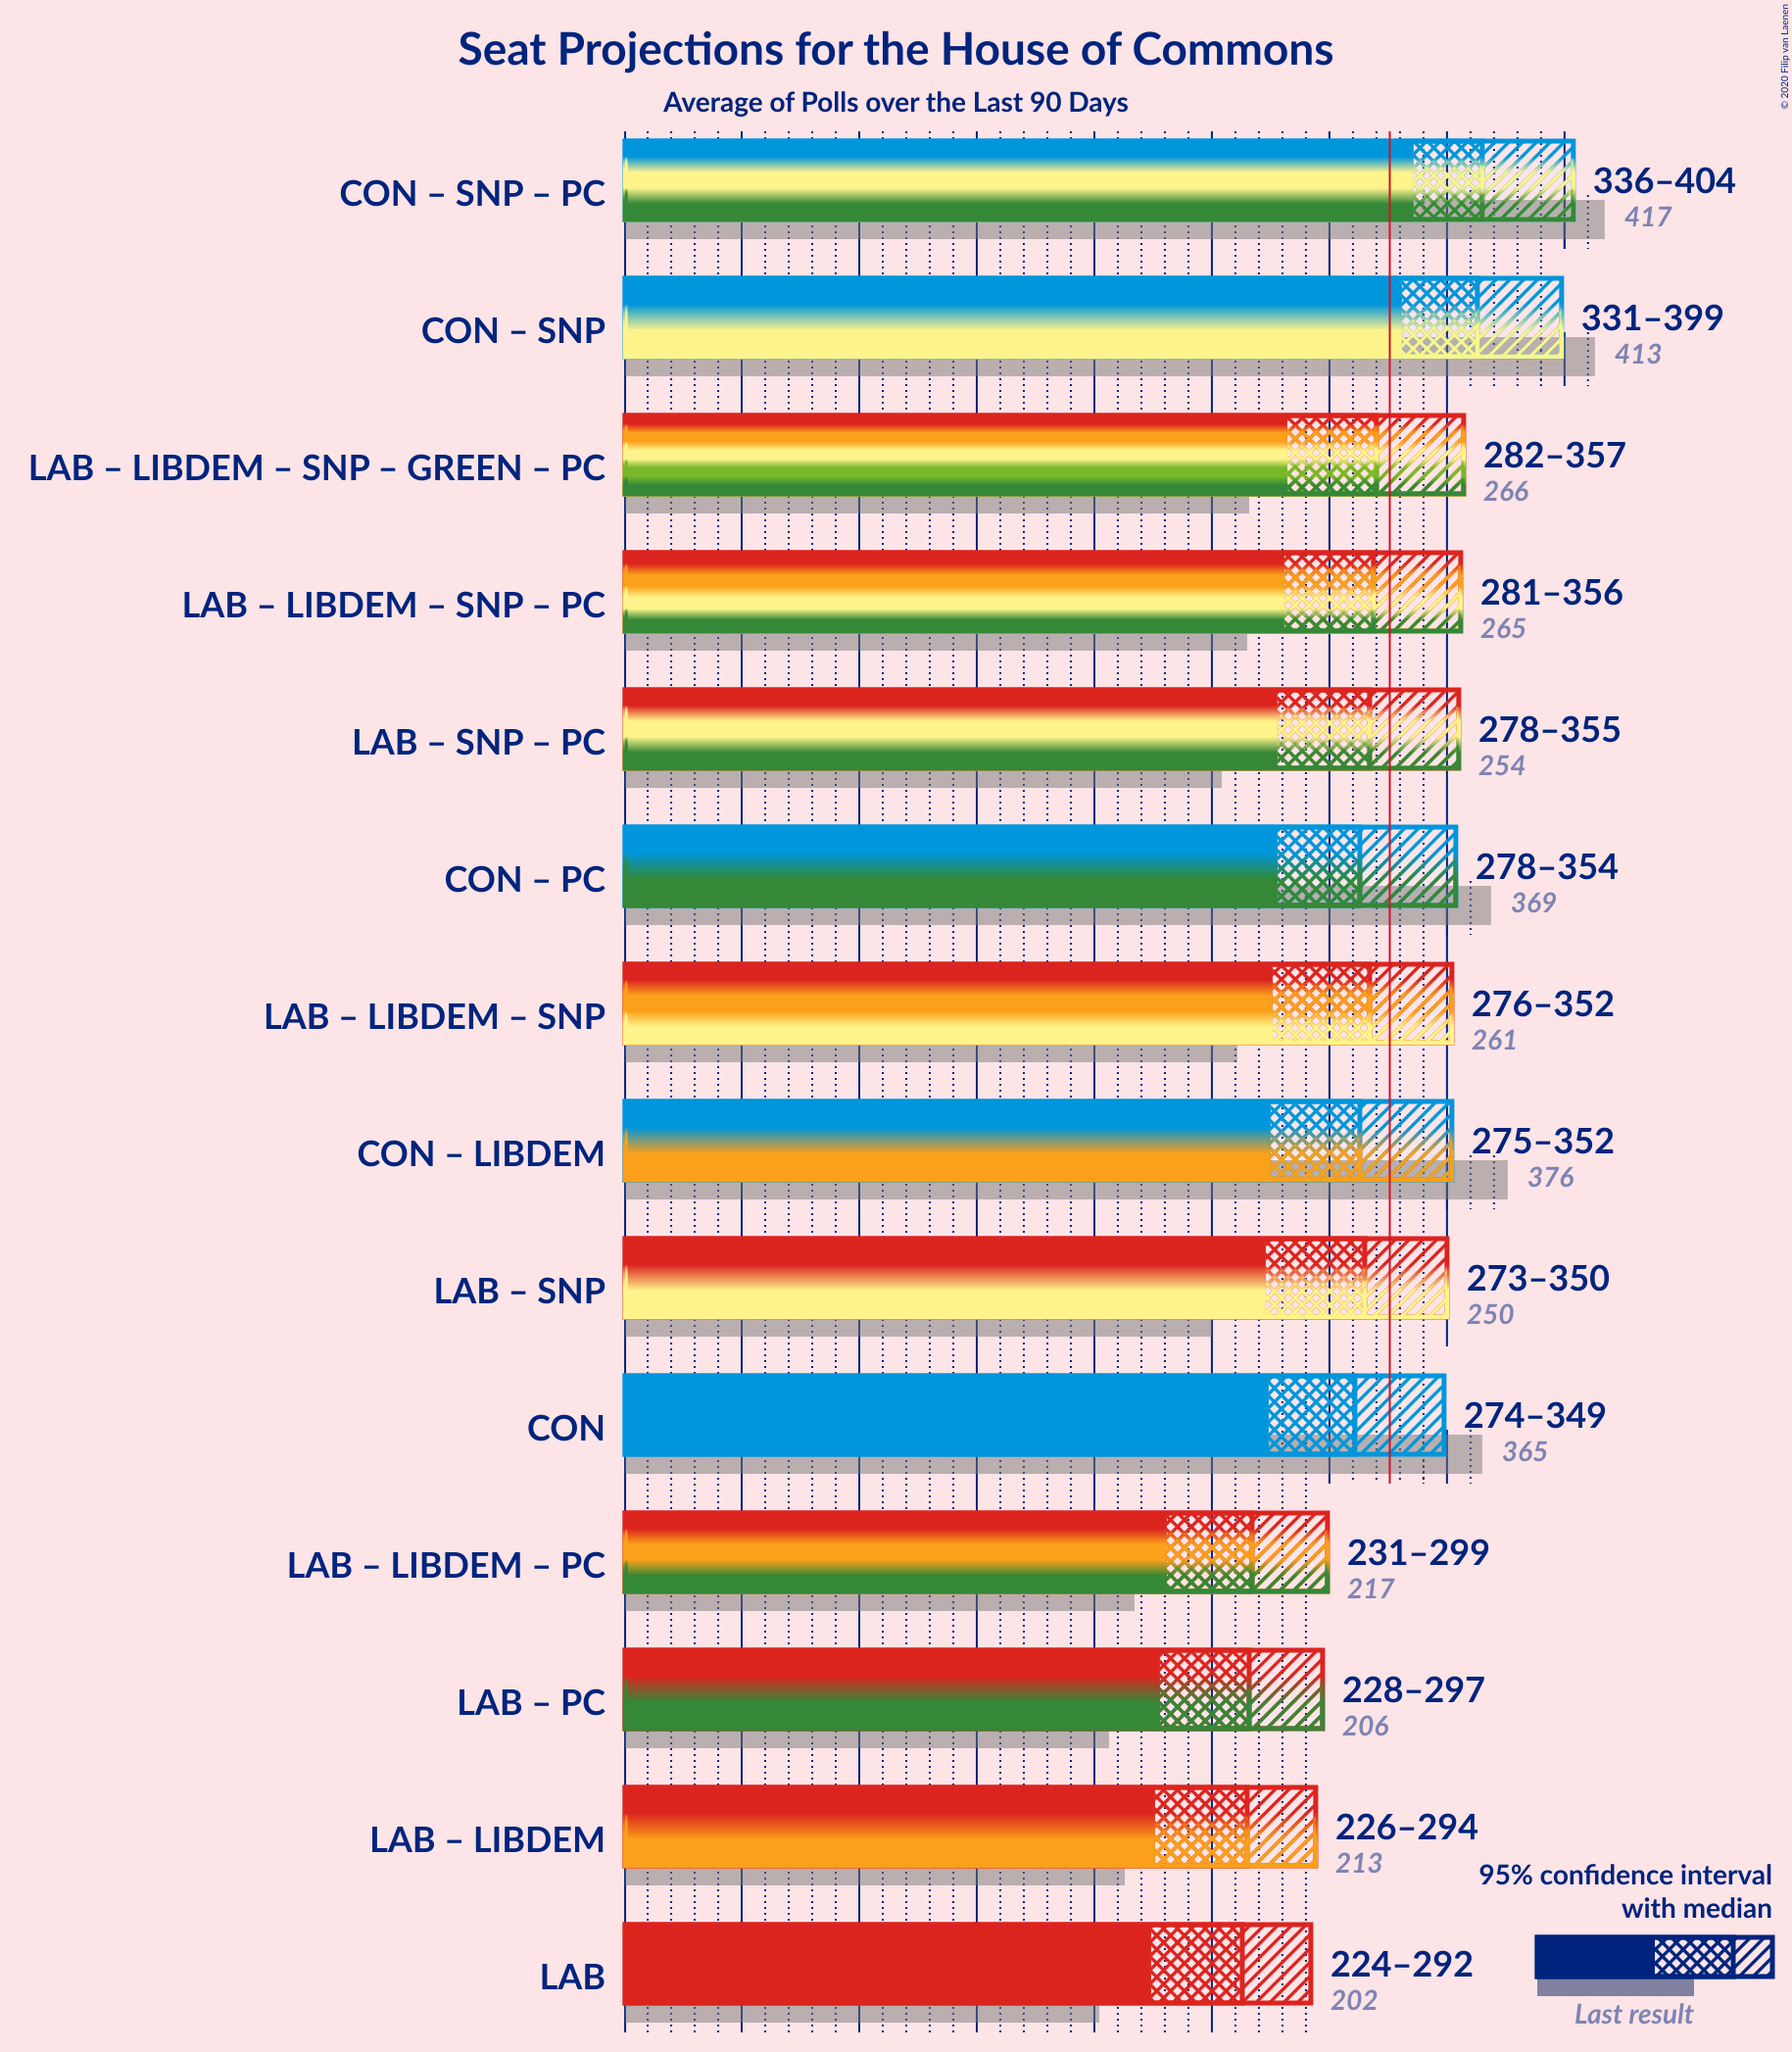 Seat Projections for the House of Commons
Average of Polls over the Last 90 Days
© 2020 Filip van Laenen
CON – SNP – PC
336–404
417
CON – SNP
331–399
413
LAB – LIBDEM – SNP – GREEN – PC
282–357
266
LAB – LIBDEM – SNP – PC
281–356
265
LAB – SNP – PC
278–355
254
CON – PC
278–354
369
LAB – LIBDEM – SNP
276–352
261
CON – LIBDEM
275–352
376
LAB – SNP
273–350
250
CON
274–349
365
LAB – LIBDEM – PC
231–299
217
LAB – PC
228–297
206
LAB – LIBDEM
226–294
213
LAB
224–292
202
95% confidence interval
with median
Last result